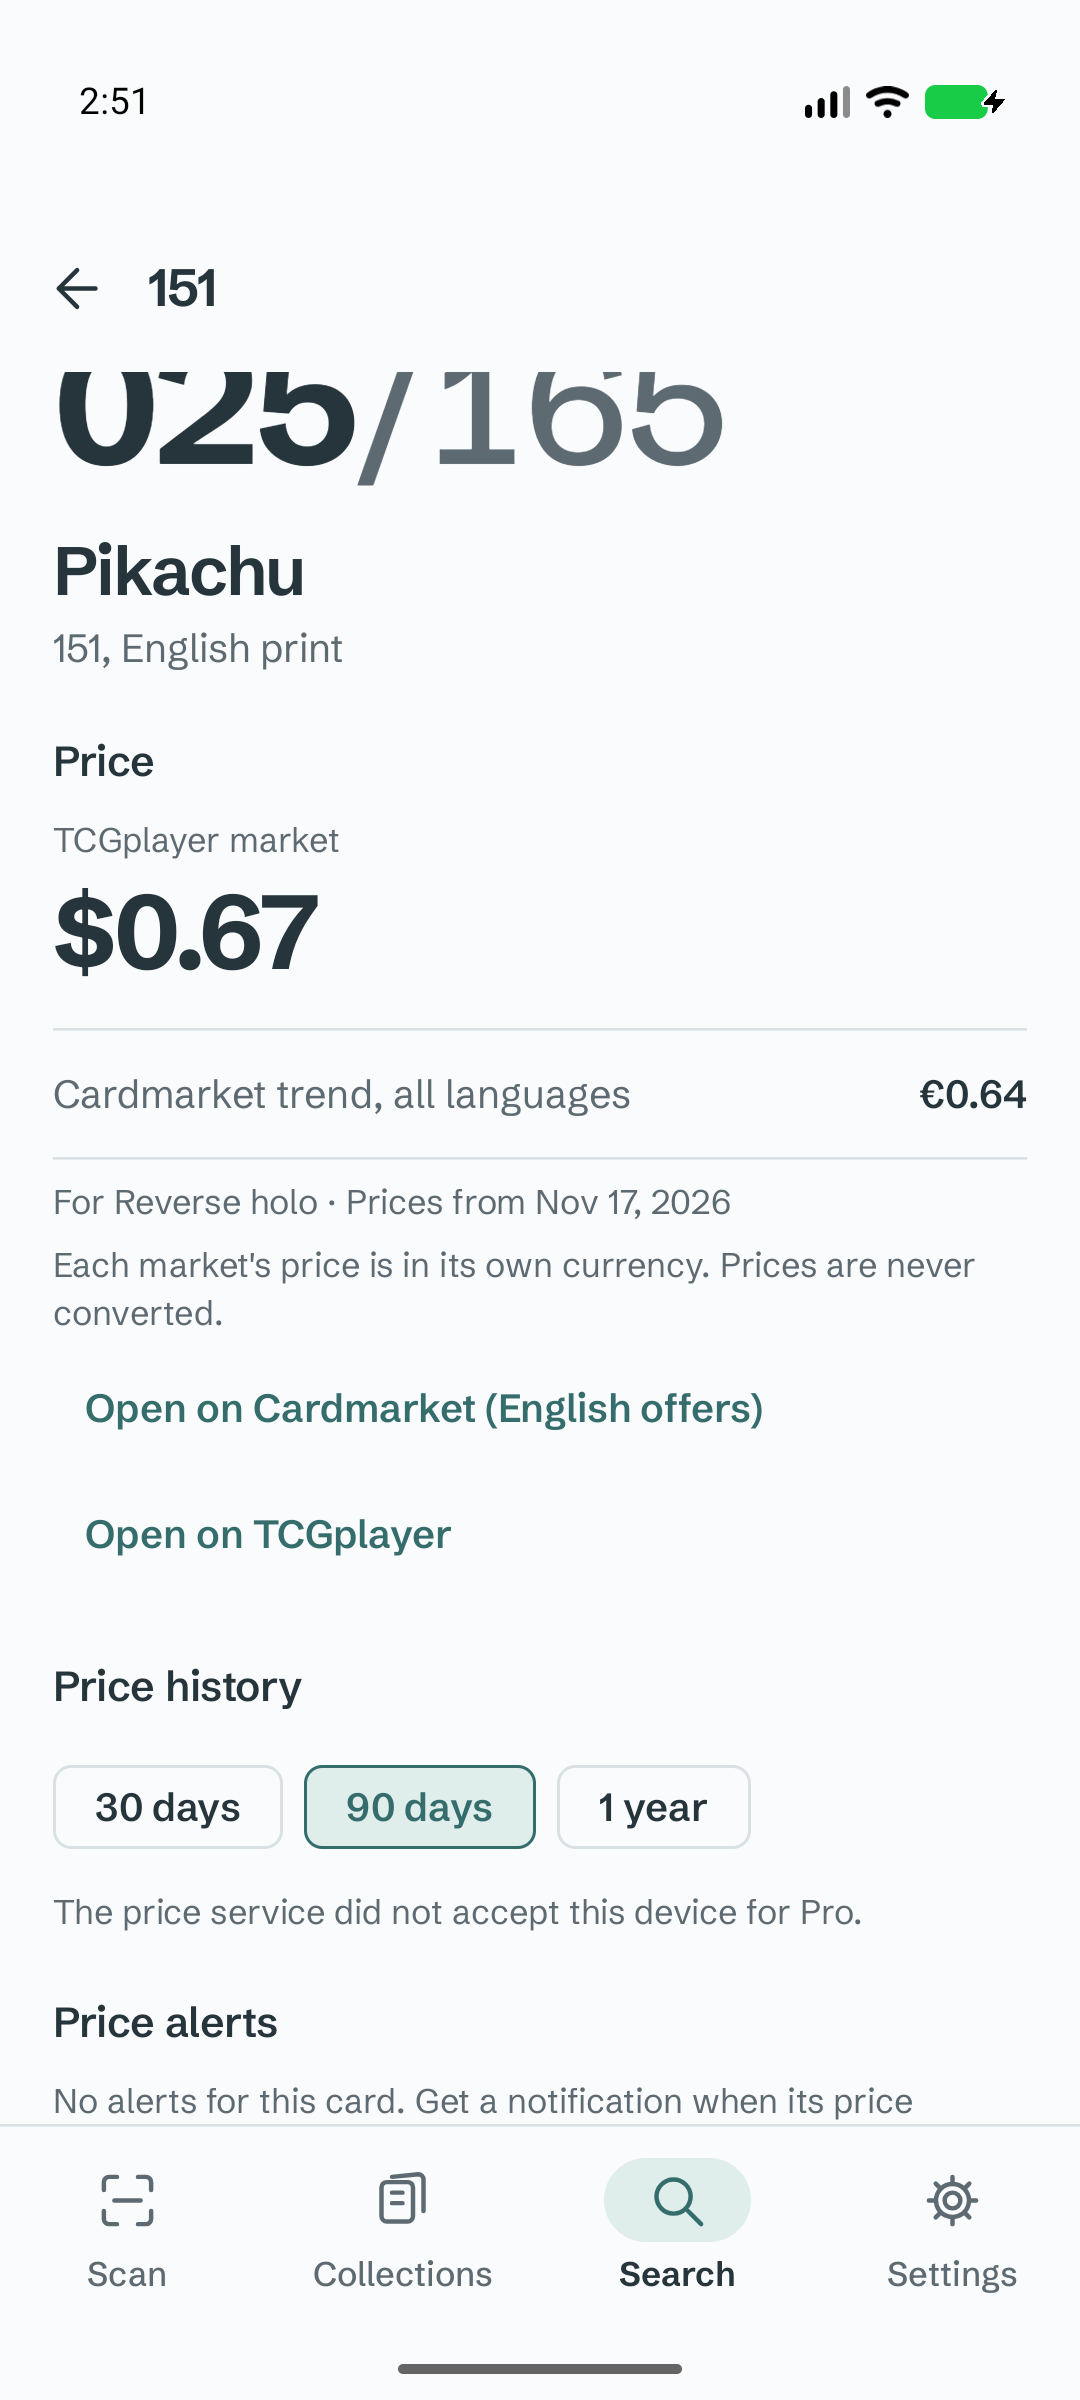 2:51
151
025/165
Pikachu
151, English print
Price
TCGplayer market
$0.67
Cardmarket trend, all languages €0.64
For Reverse holo · Prices from Nov 17, 2026
Each market's price is in its own currency. Prices are never
converted.
Open on Cardmarket (English offers)
Open on TCGplayer
Price history
30 days 90 days 1 year
The price service did not accept this device for Pro.
Price alerts
No alerts for this card. Get a notification when its price
Scan Collections Search Settings